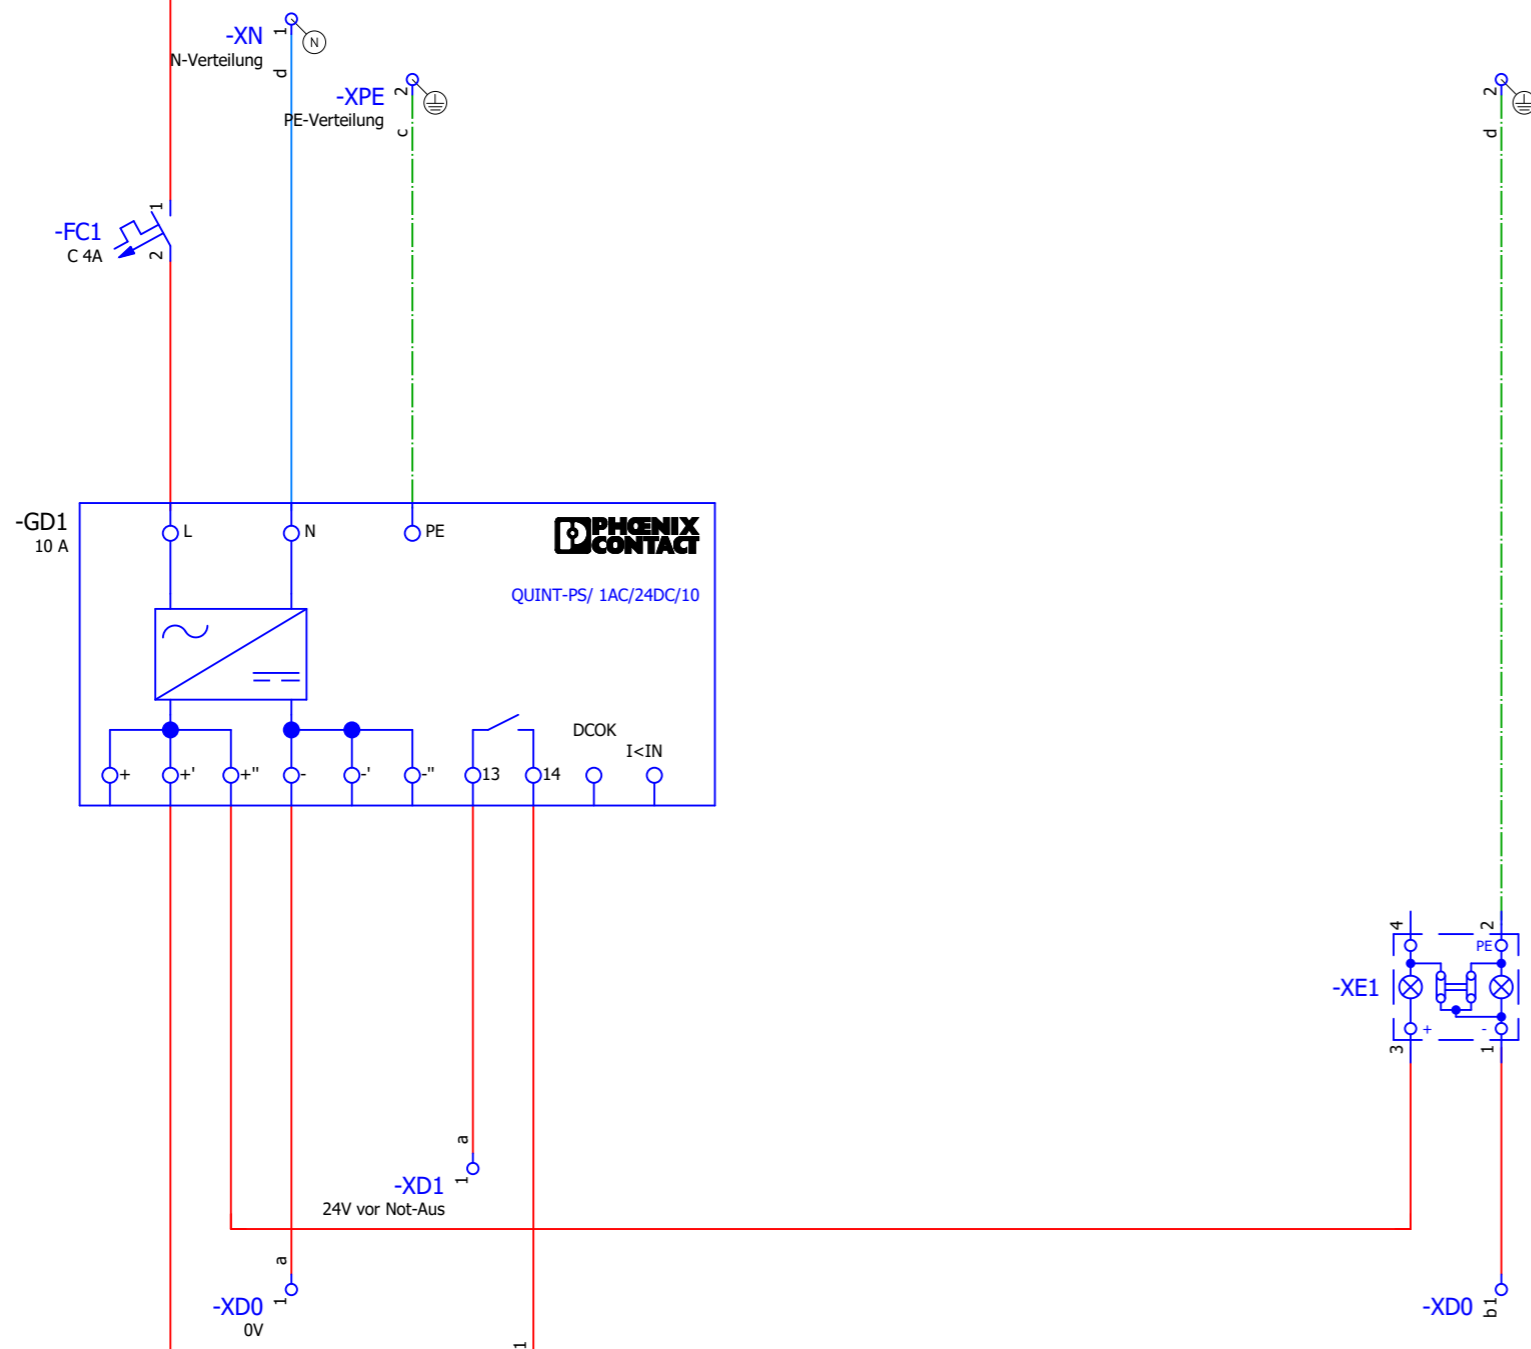 -XN
1
N
N-Verteilung
d
-XPE
2
PE-Verteilung
c
2
d
-FC1
1
C 4A
2
-GD1
10 A
L
N
PE
PHŒNIX
CONTACT
QUINT-PS/ 1AC/24DC/10
DCOK
I<IN
+
+'
+"
-
-'
-"
13
14
4
2
PE
-XE1
+
-
3
1
a
-XD1
1
24V vor Not-Aus
a
-XD0
1
0V
1
-XD0
1
b